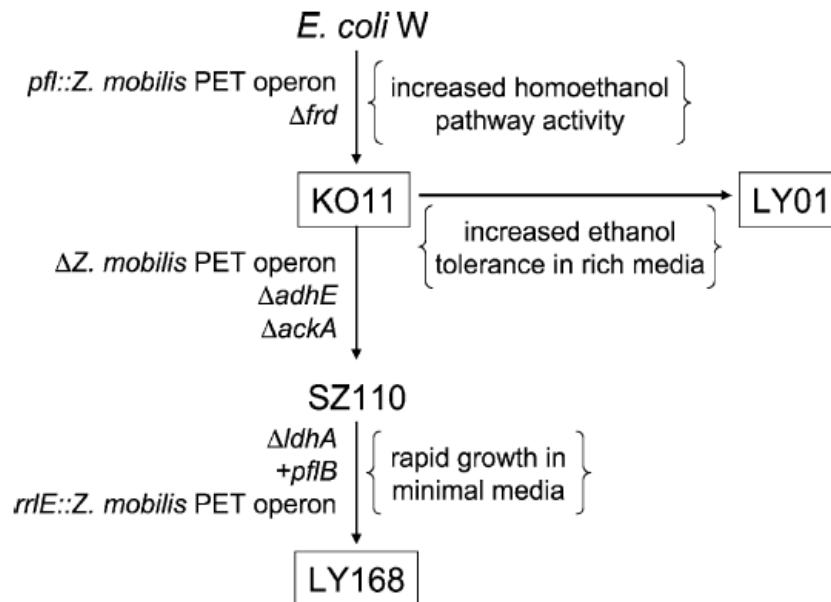 E. coli W
pfl::Z. mobilis PET operon
Δfrd
increased homoethanol
pathway activity
KO11
LY01
increased ethanol
tolerance in rich media
ΔZ. mobilis PET operon
ΔadhE
ΔackA
SZ110
ΔldhA
+pflB
rrlE::Z. mobilis PET operon
rapid growth in
minimal media
LY168